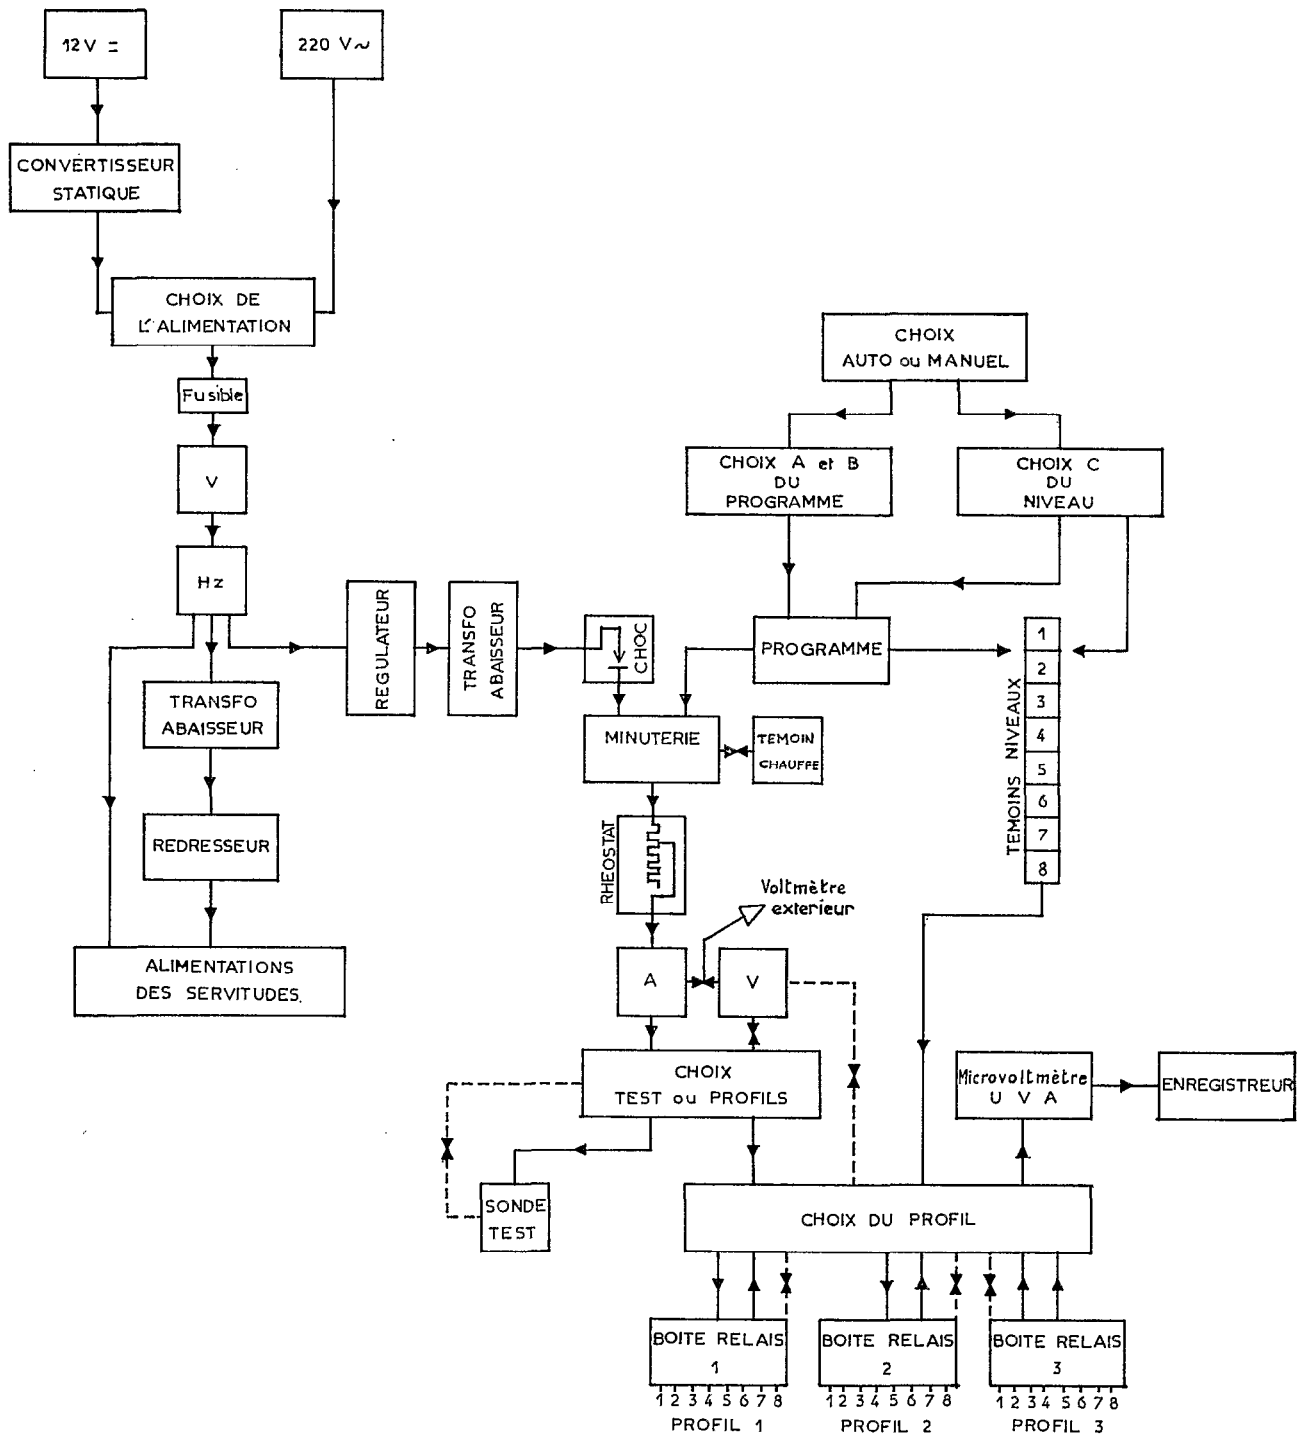 12V =
220 V~
CONVERTISSEUR
STATIQUE
CHOIX DE
L'ALIMENTATION
Fusible
V
Hz
TRANSFO
ABAISSEUR
REDRESSEUR
ALIMENTATIONS
DES SERVITUDES.
REGULATEUR
TRANSFO
ABAISSEUR
CHOC
CHOIX
AUTO ou MANUEL
CHOIX A et B
DU
PROGRAMME
CHOIX C
DU
NIVEAU
PROGRAMME
TEMOINS NIVEAUX
1
2
3
4
5
6
7
8
MINUTERIE
TEMOIN
CHAUFFE
RHEOSTAT
Voltmètre
exterieur
A
V
CHOIX
TEST ou PROFILS
SONDE
TEST
Microvoltmètre
U V A
ENREGISTREUR
CHOIX DU PROFIL
BOITE RELAIS
1
1 2 3 4 5 6 7 8
PROFIL 1
BOITE RELAIS
2
1 2 3 4 5 6 7 8
PROFIL 2
BOITE RELAIS
3
1 2 3 4 5 6 7 8
PROFIL 3